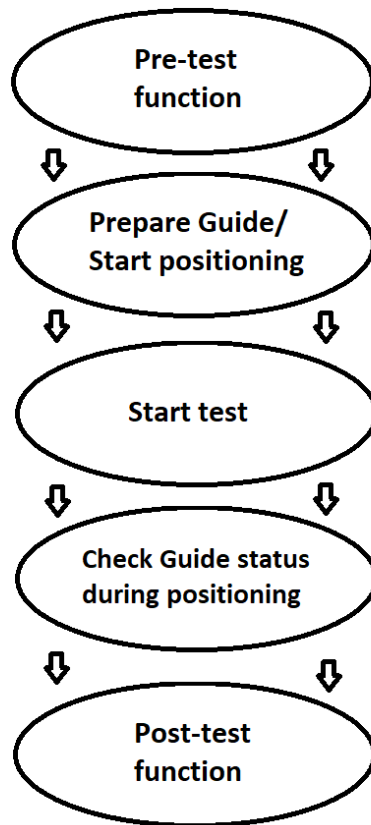 Pre-test
function
Prepare Guide/
Start positioning
Start test
Check Guide status
during positioning
Post-test
function